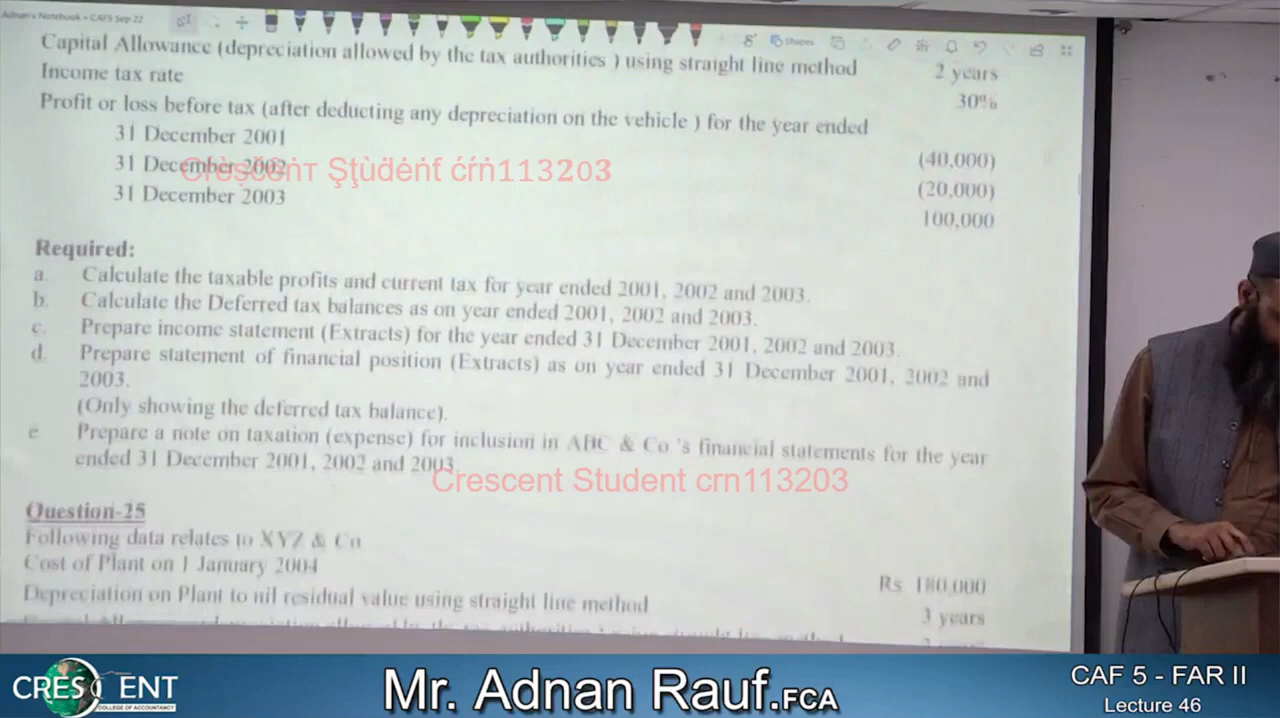 Adnan's Notebook • CAF5 Sep 22
Shapes
Capital Allowance (depreciation allowed by the tax authorities ) using straight line method 2 years
Income tax rate 30%
Profit or loss before tax (after deducting any depreciation on the vehicle ) for the year ended
31 December 2001 (40,000)
31 December 2002 (20,000)
31 December 2003 100,000
Crescent Student crn113203
Required:
a. Calculate the taxable profits and current tax for year ended 2001, 2002 and 2003.
b. Calculate the Deferred tax balances as on year ended 2001, 2002 and 2003.
c. Prepare income statement (Extracts) for the year ended 31 December 2001, 2002 and 2003.
d. Prepare statement of financial position (Extracts) as on year ended 31 December 2001, 2002 and
2003.
(Only showing the deferred tax balance).
e Prepare a note on taxation (expense) for inclusion in ABC & Co.'s financial statements for the year
ended 31 December 2001, 2002 and 2003.
Crescent Student crn113203
Question-25
Following data relates to XYZ & Co
Cost of Plant on 1 January 2004 Rs 180,000
Depreciation on Plant to nil residual value using straight line method 3 years
CRESCENT
COLLEGE OF ACCOUNTANCY
Mr. Adnan Rauf.FCA
CAF 5 - FAR II
Lecture 46